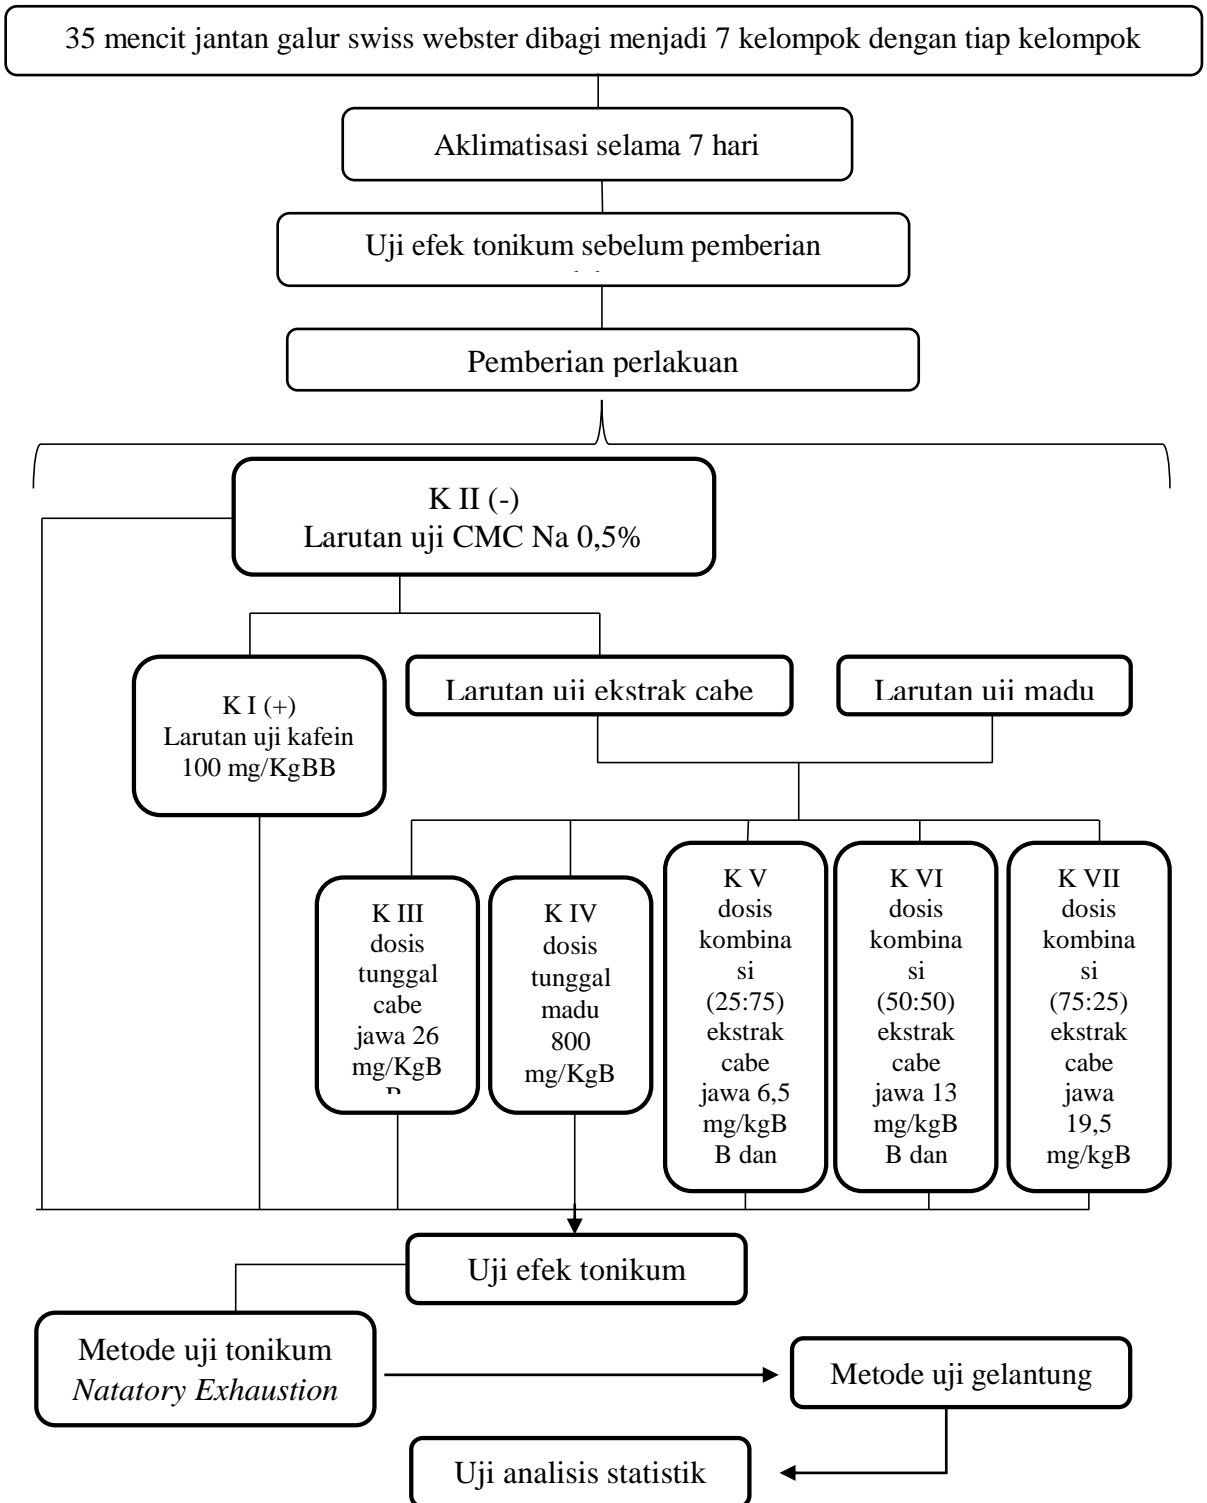 35 mencit jantan galur swiss webster dibagi menjadi 7 kelompok dengan tiap kelompok
Aklimatisasi selama 7 hari
Uji efek tonikum sebelum pemberian
Pemberian perlakuan
K II (-)
Larutan uji CMC Na 0,5%
K I (+)
Larutan uji kafein
100 mg/KgBB
Larutan uji ekstrak cabe
Larutan uji madu
K III
dosis
tunggal
cabe
jawa 26
mg/KgB
B
K IV
dosis
tunggal
madu
800
mg/KgB
K V
dosis
kombina
si
(25:75)
ekstrak
cabe
jawa 6,5
mg/kgB
B dan
K VI
dosis
kombina
si
(50:50)
ekstrak
cabe
jawa 13
mg/kgB
B dan
K VII
dosis
kombina
si
(75:25)
ekstrak
cabe
jawa
19,5
mg/kgB
Uji efek tonikum
Metode uji tonikum
Natatory Exhaustion
Metode uji gelantung
Uji analisis statistik